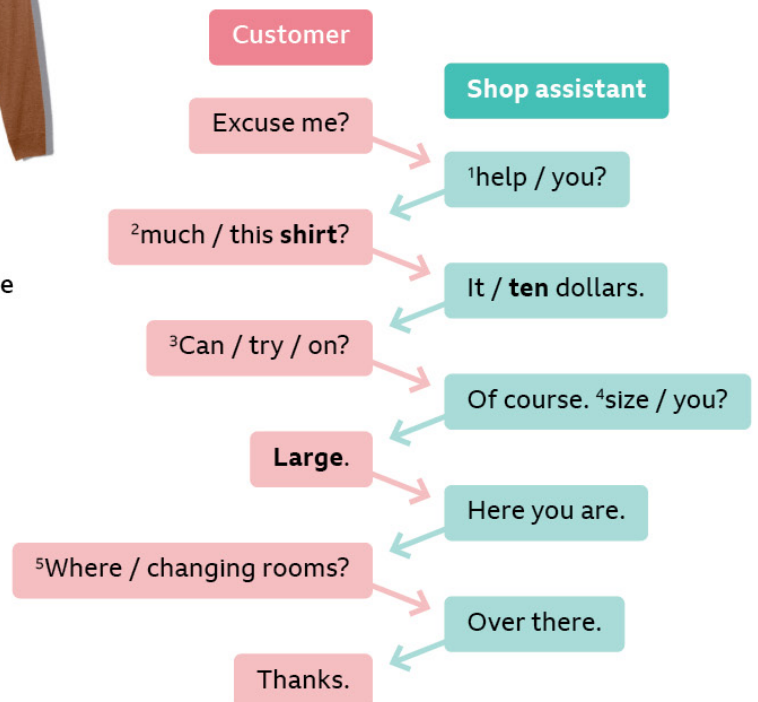 Customer
Shop assistant
Excuse me?
¹help / you?
²much / this shirt?
e
It / ten dollars.
³Can / try / on?
Of course. ⁴size / you?
Large.
Here you are.
⁵Where / changing rooms?
Over there.
Thanks.